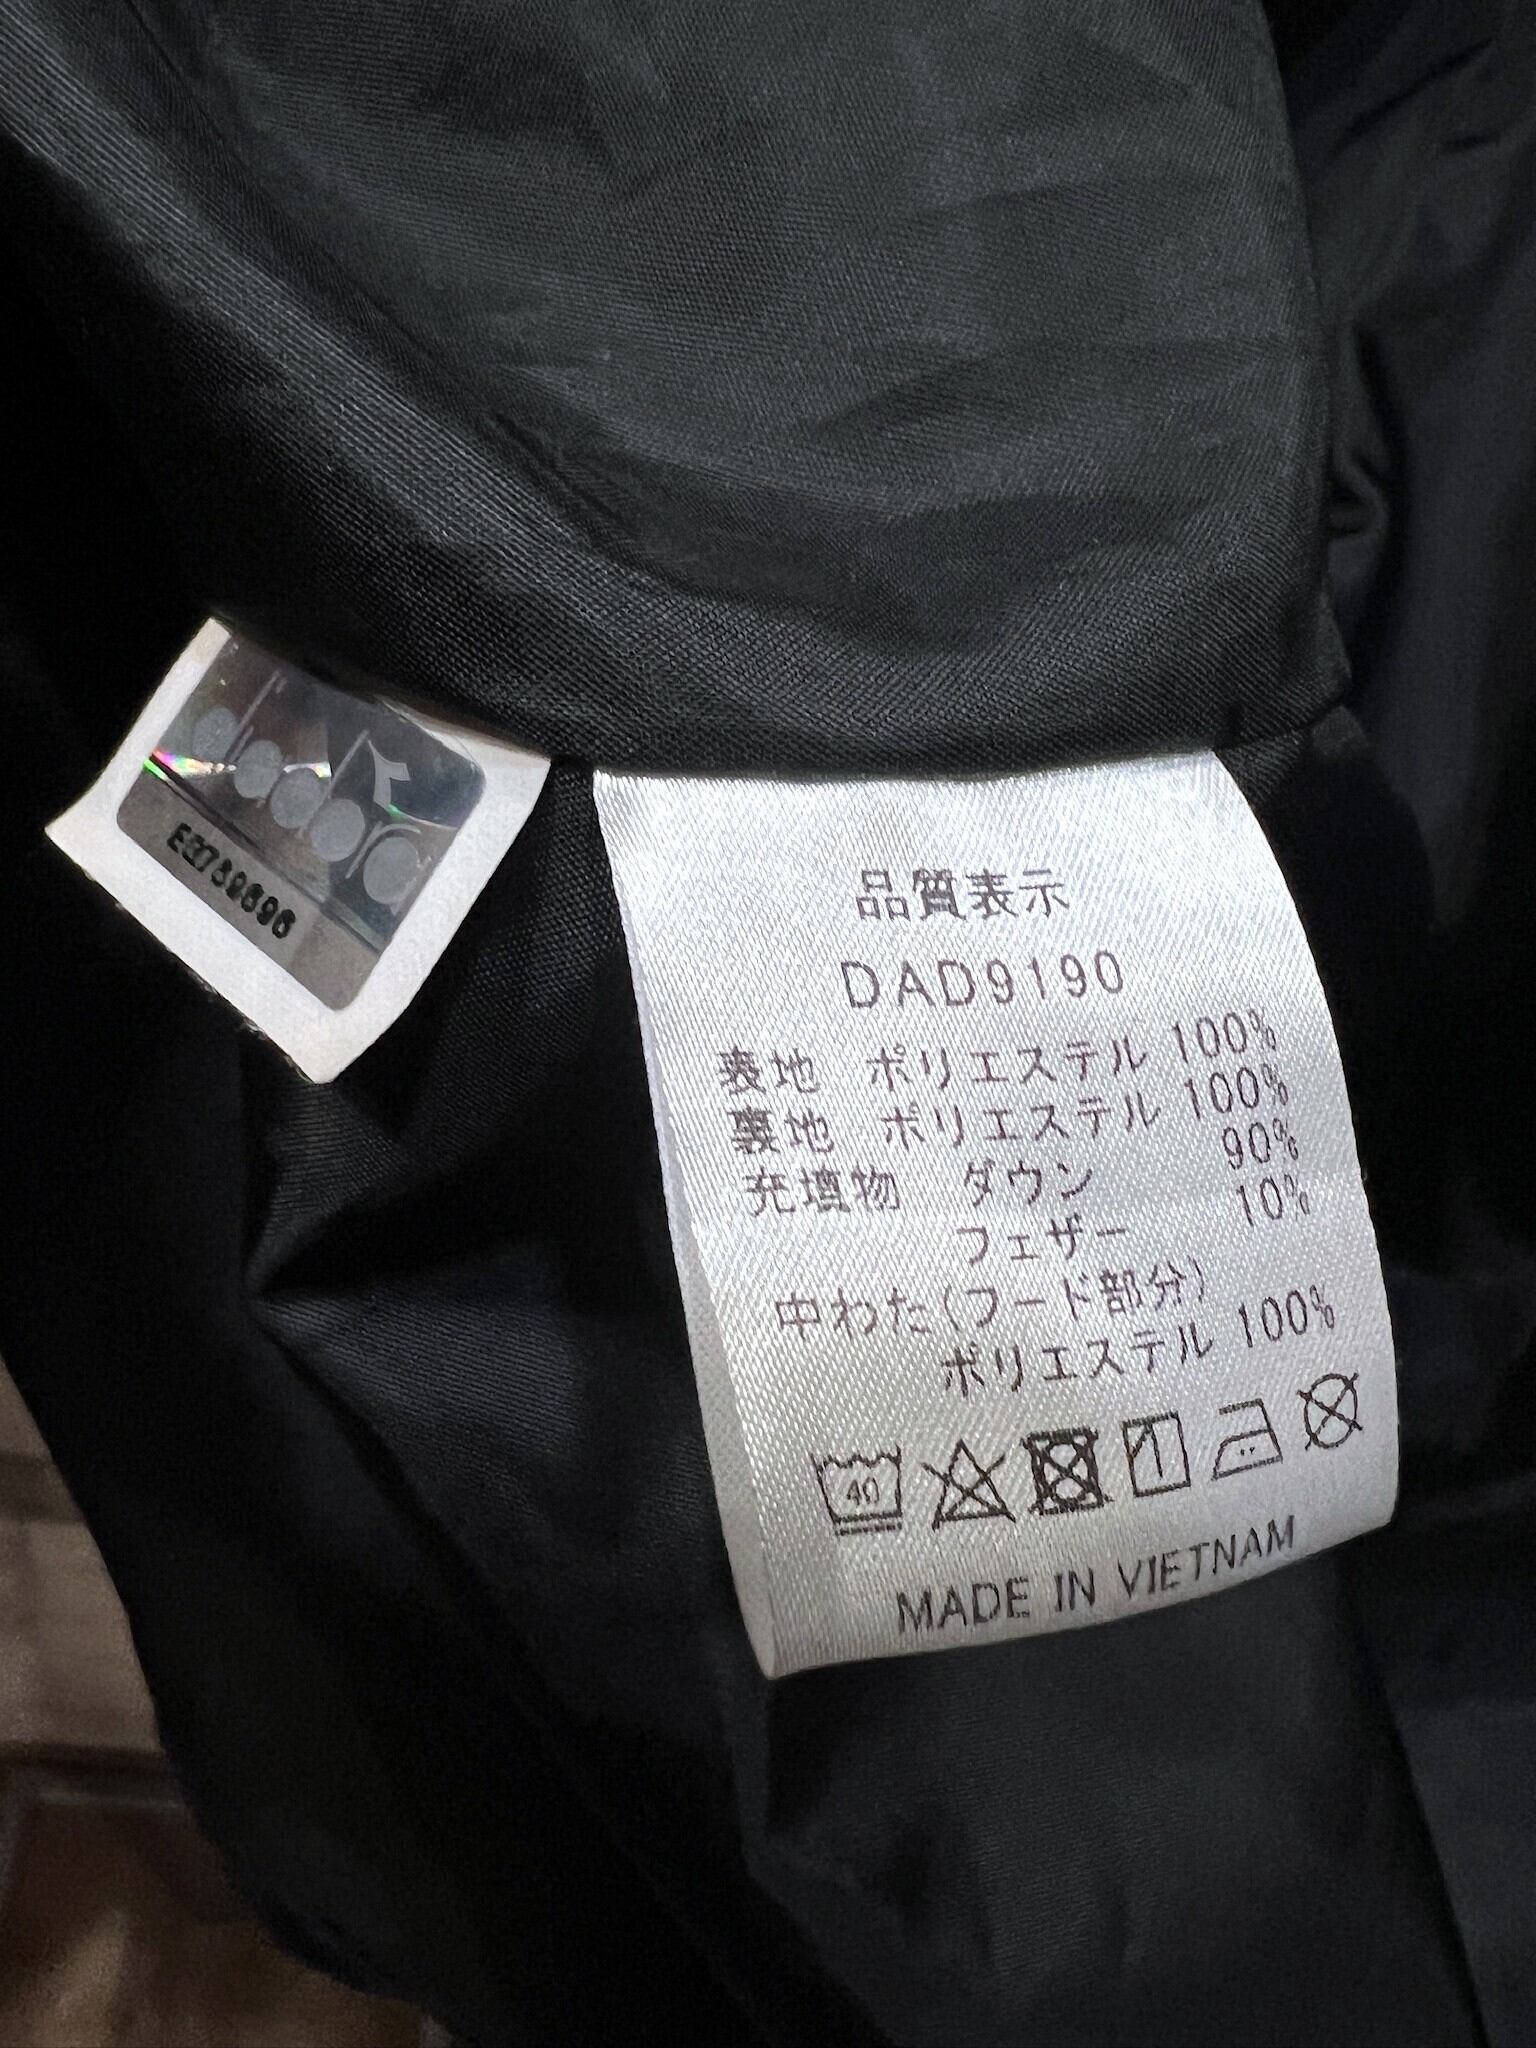 diadora
E3759696
品質表示
DAD9190
表地 ポリエステル 100%
裏地 ポリエステル 100%
充填物 ダウン 90%
フェザー 10%
中わた(フード部分)
ポリエステル 100%
40
MADE IN VIETNAM